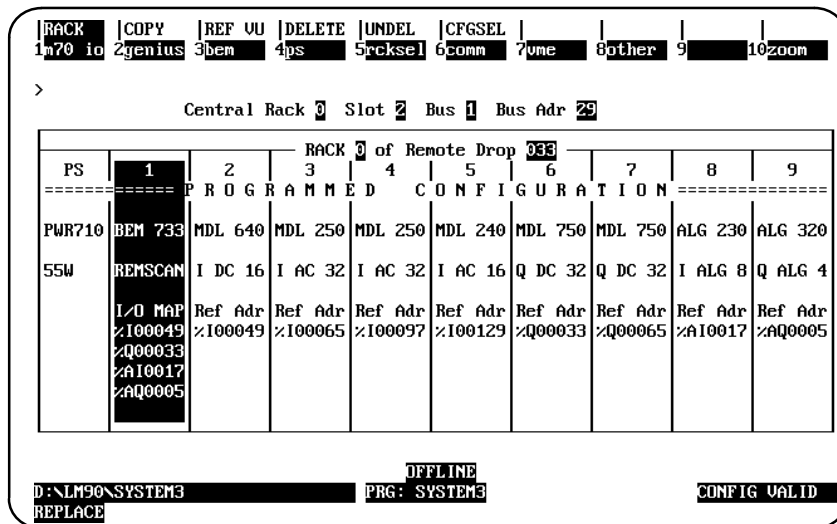 |RACK |COPY |REF VU |DELETE |UNDEL |CFGSEL | | | |
1m70 io 2genius 3bem 4ps 5rcksel 6comm 7vme 8other 9 10zoom
>
Central Rack 0 Slot 2 Bus 1 Bus Adr 29
RACK 0 of Remote Drop 033
PS 1 2 3 4 5 6 7 8 9
============= P R O G R A M M E D C O N F I G U R A T I O N ===============
PWR710 BEM 733 MDL 640 MDL 250 MDL 250 MDL 240 MDL 750 MDL 750 ALG 230 ALG 320
55W REMSCAN I DC 16 I AC 32 I AC 32 I AC 16 Q DC 32 Q DC 32 I ALG 8 Q ALG 4
I/O MAP Ref Adr Ref Adr Ref Adr Ref Adr Ref Adr Ref Adr Ref Adr Ref Adr
%I00049 %I00049 %I00065 %I00097 %I00129 %Q00033 %Q00065 %AI0017 %AQ0005
%Q00033
%AI0017
%AQ0005
OFFLINE
D:\LM90\SYSTEM3 PRG: SYSTEM3 CONFIG VALID
REPLACE